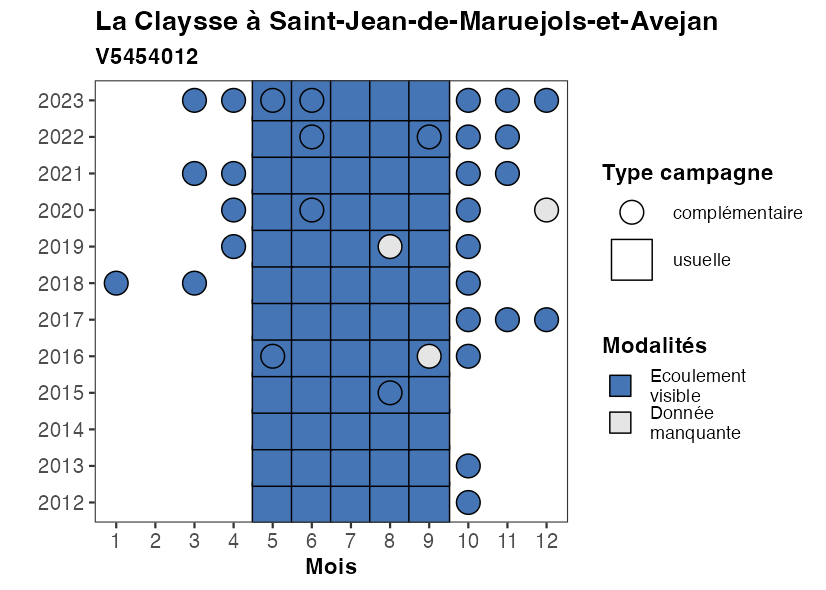 La Claysse à Saint-Jean-de-Maruejols-et-Avejan
V5454012
2023
2022
2021
2020
2019
2018
2017
2016
2015
2014
2013
2012
1 2 3 4 5 6 7 8 9 10 11 12
Mois
Type campagne
complémentaire
usuelle
Modalités
Ecoulement
visible
Donnée
manquante